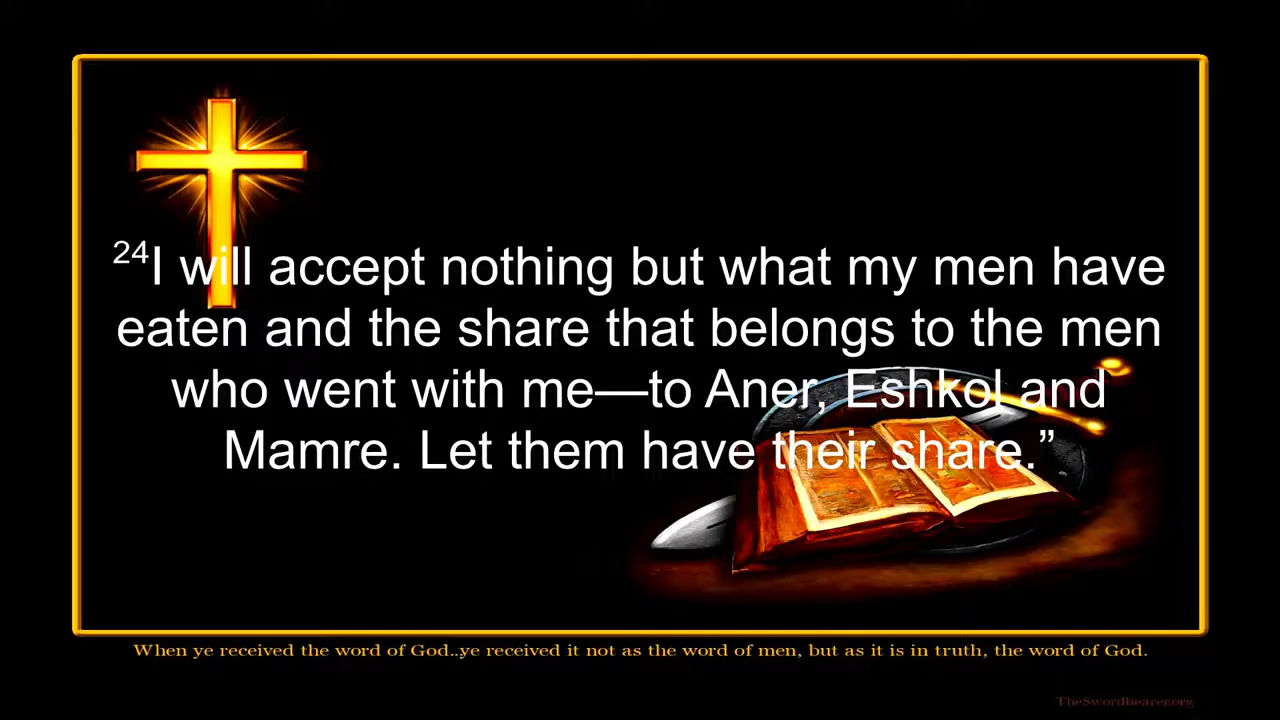 ²⁴I will accept nothing but what my men have
eaten and the share that belongs to the men
who went with me—to Aner, Eshkol and
Mamre. Let them have their share.”
When ye received the word of God..ye received it not as the word of men, but as it is in truth, the word of God.
TheSwordbearer.org